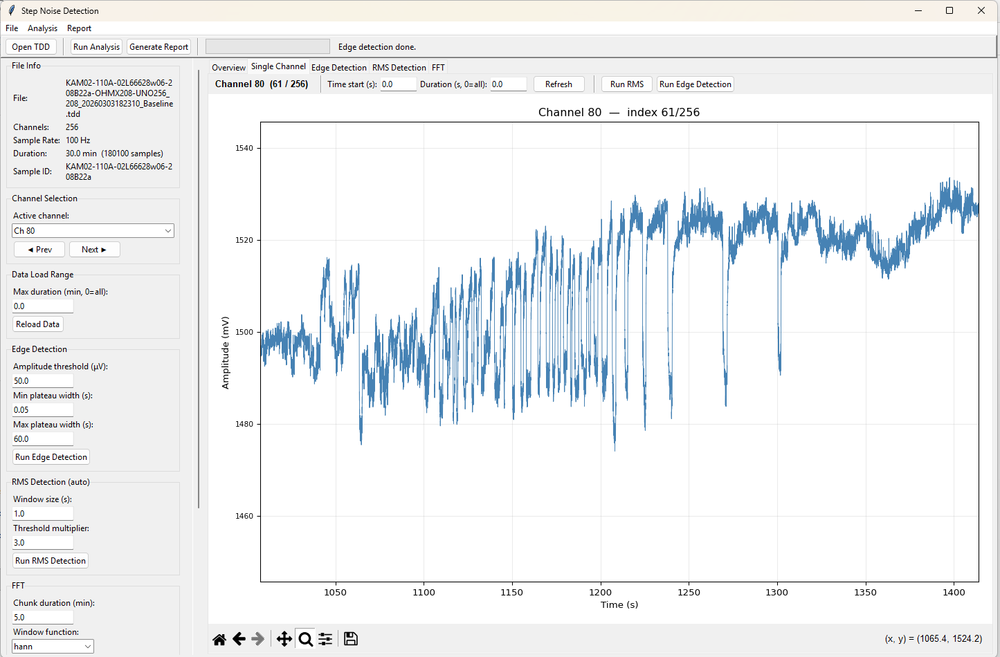 Step Noise Detection
File Analysis Report
Open TDD Run Analysis Generate Report Edge detection done.
File Info
File:
KAM02-110A-02L66628w06-2
08B22a-OHMX208-UNO256_
208_20260303182310_Baseline
.tdd
Channels: 256
Sample Rate: 100 Hz
Duration: 30.0 min (180100 samples)
Sample ID:
KAM02-110A-02L66628w06-2
08B22a
Channel Selection
Active channel:
Ch 80
◄ Prev Next ►
Data Load Range
Max duration (min, 0=all):
0.0
Reload Data
Edge Detection
Amplitude threshold (µV):
50.0
Min plateau width (s):
0.05
Max plateau width (s):
60.0
Run Edge Detection
RMS Detection (auto)
Window size (s):
1.0
Threshold multiplier:
3.0
Run RMS Detection
FFT
Chunk duration (min):
5.0
Window function:
hann
Overview Single Channel Edge Detection RMS Detection FFT
Channel 80 (61 / 256) Time start (s): 0.0 Duration (s, 0=all): 0.0 Refresh Run RMS Run Edge Detection
Channel 80 — index 61/256
Amplitude (mV)
1540
1520
1500
1480
1460
1050 1100 1150 1200 1250 1300 1350 1400
Time (s)
(x, y) = (1065.4, 1524.2)